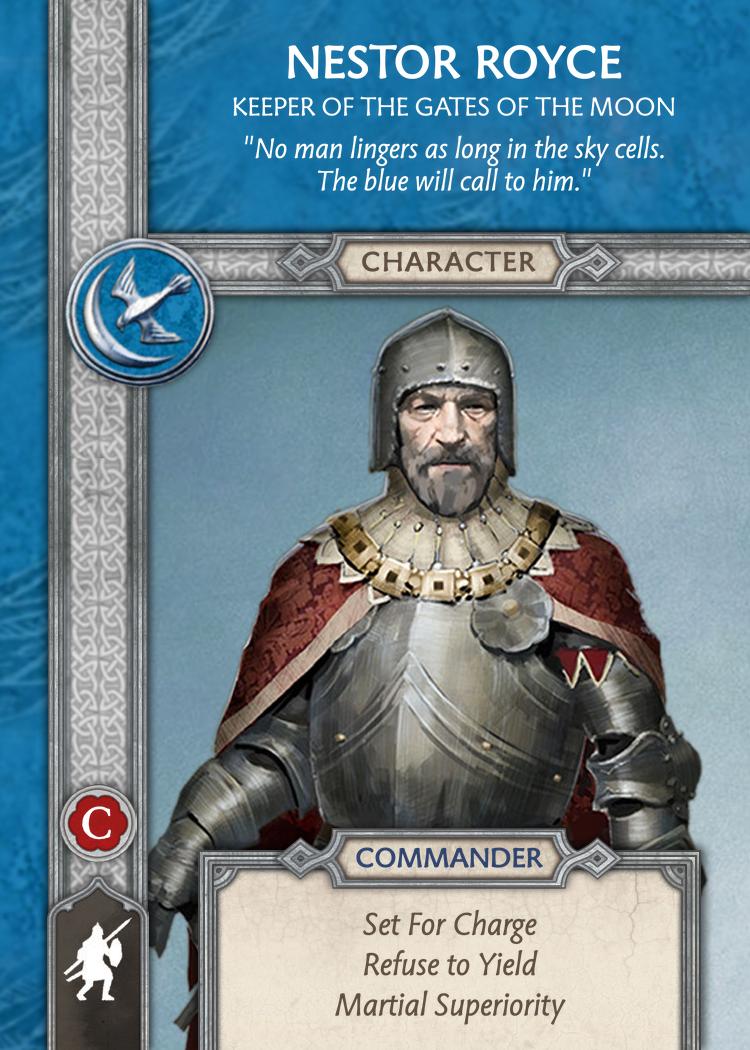 NESTOR ROYCE
KEEPER OF THE GATES OF THE MOON
"No man lingers as long in the sky cells.
The blue will call to him."
CHARACTER
C
COMMANDER
Set For Charge
Refuse to Yield
Martial Superiority